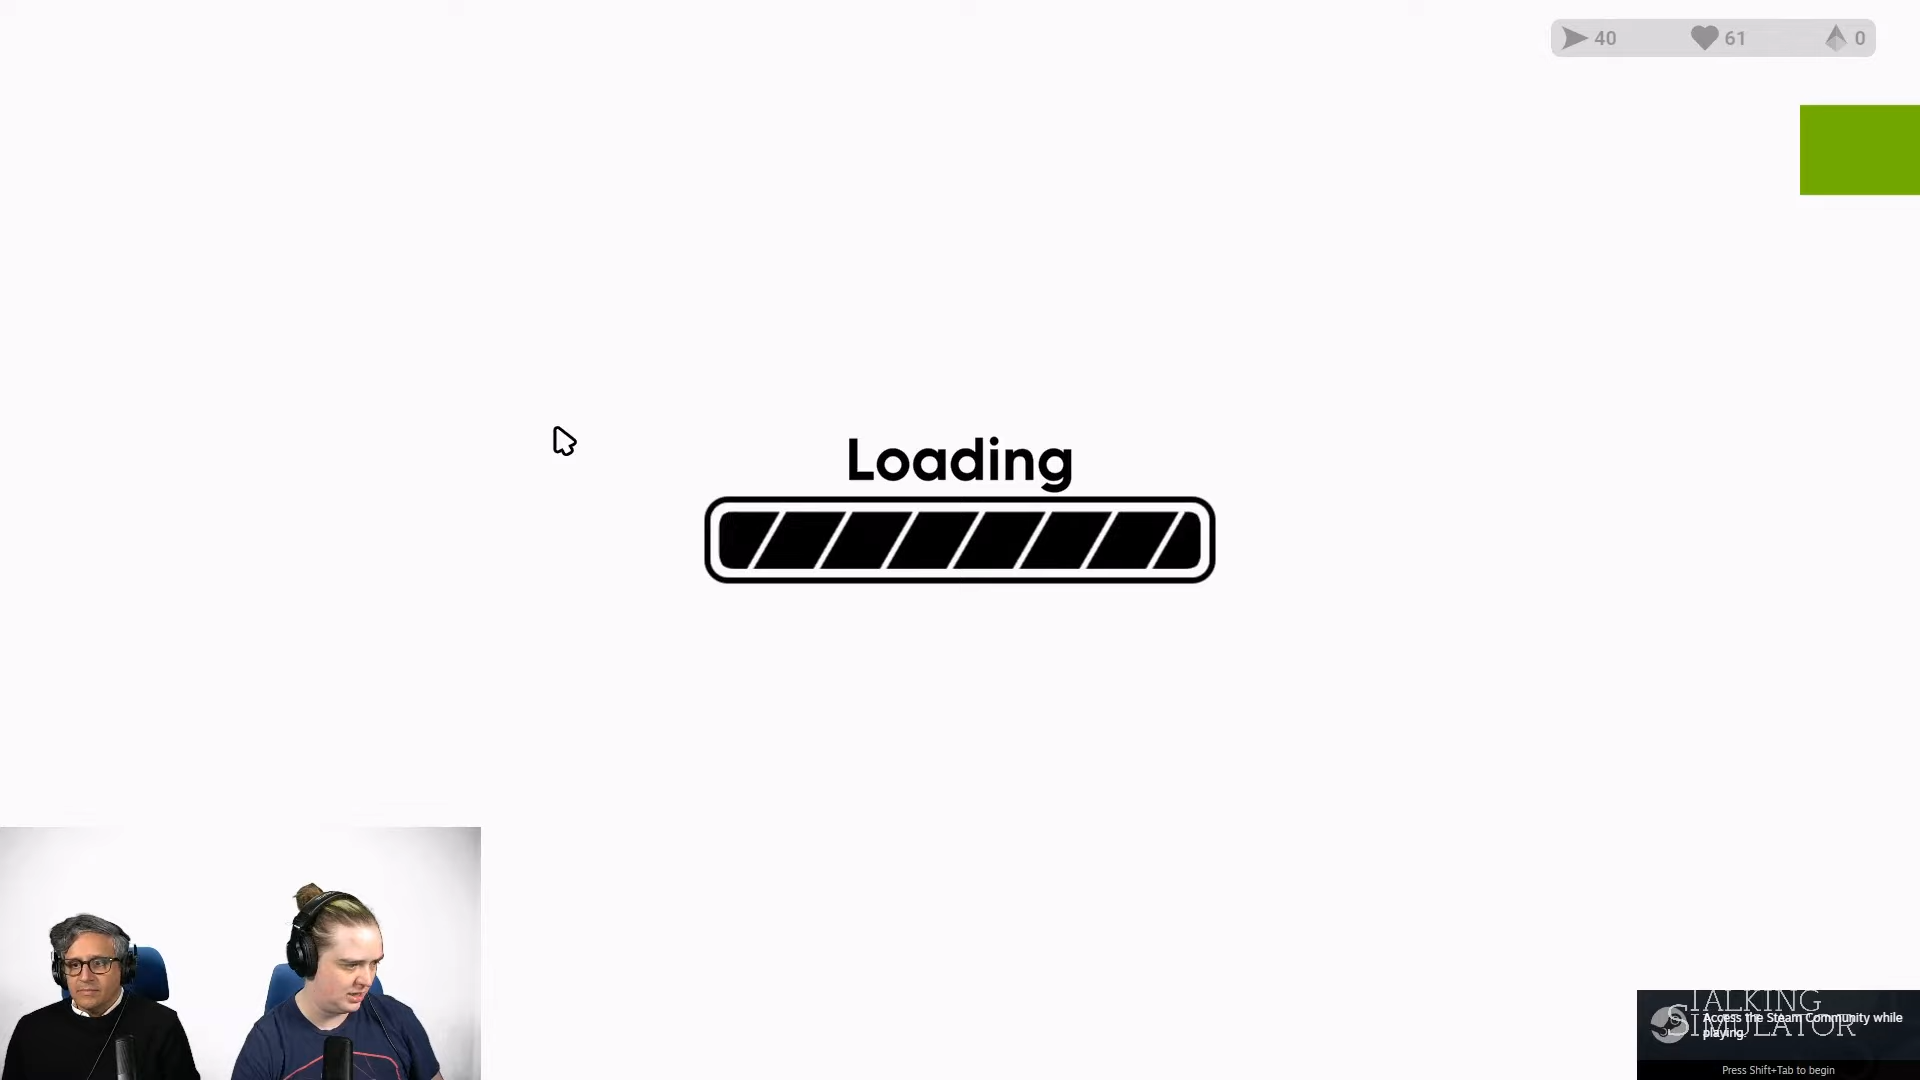 40 61 0
Loading
TALKING
SIMULATOR
Access the Steam Community while
playing.
Press Shift+Tab to begin